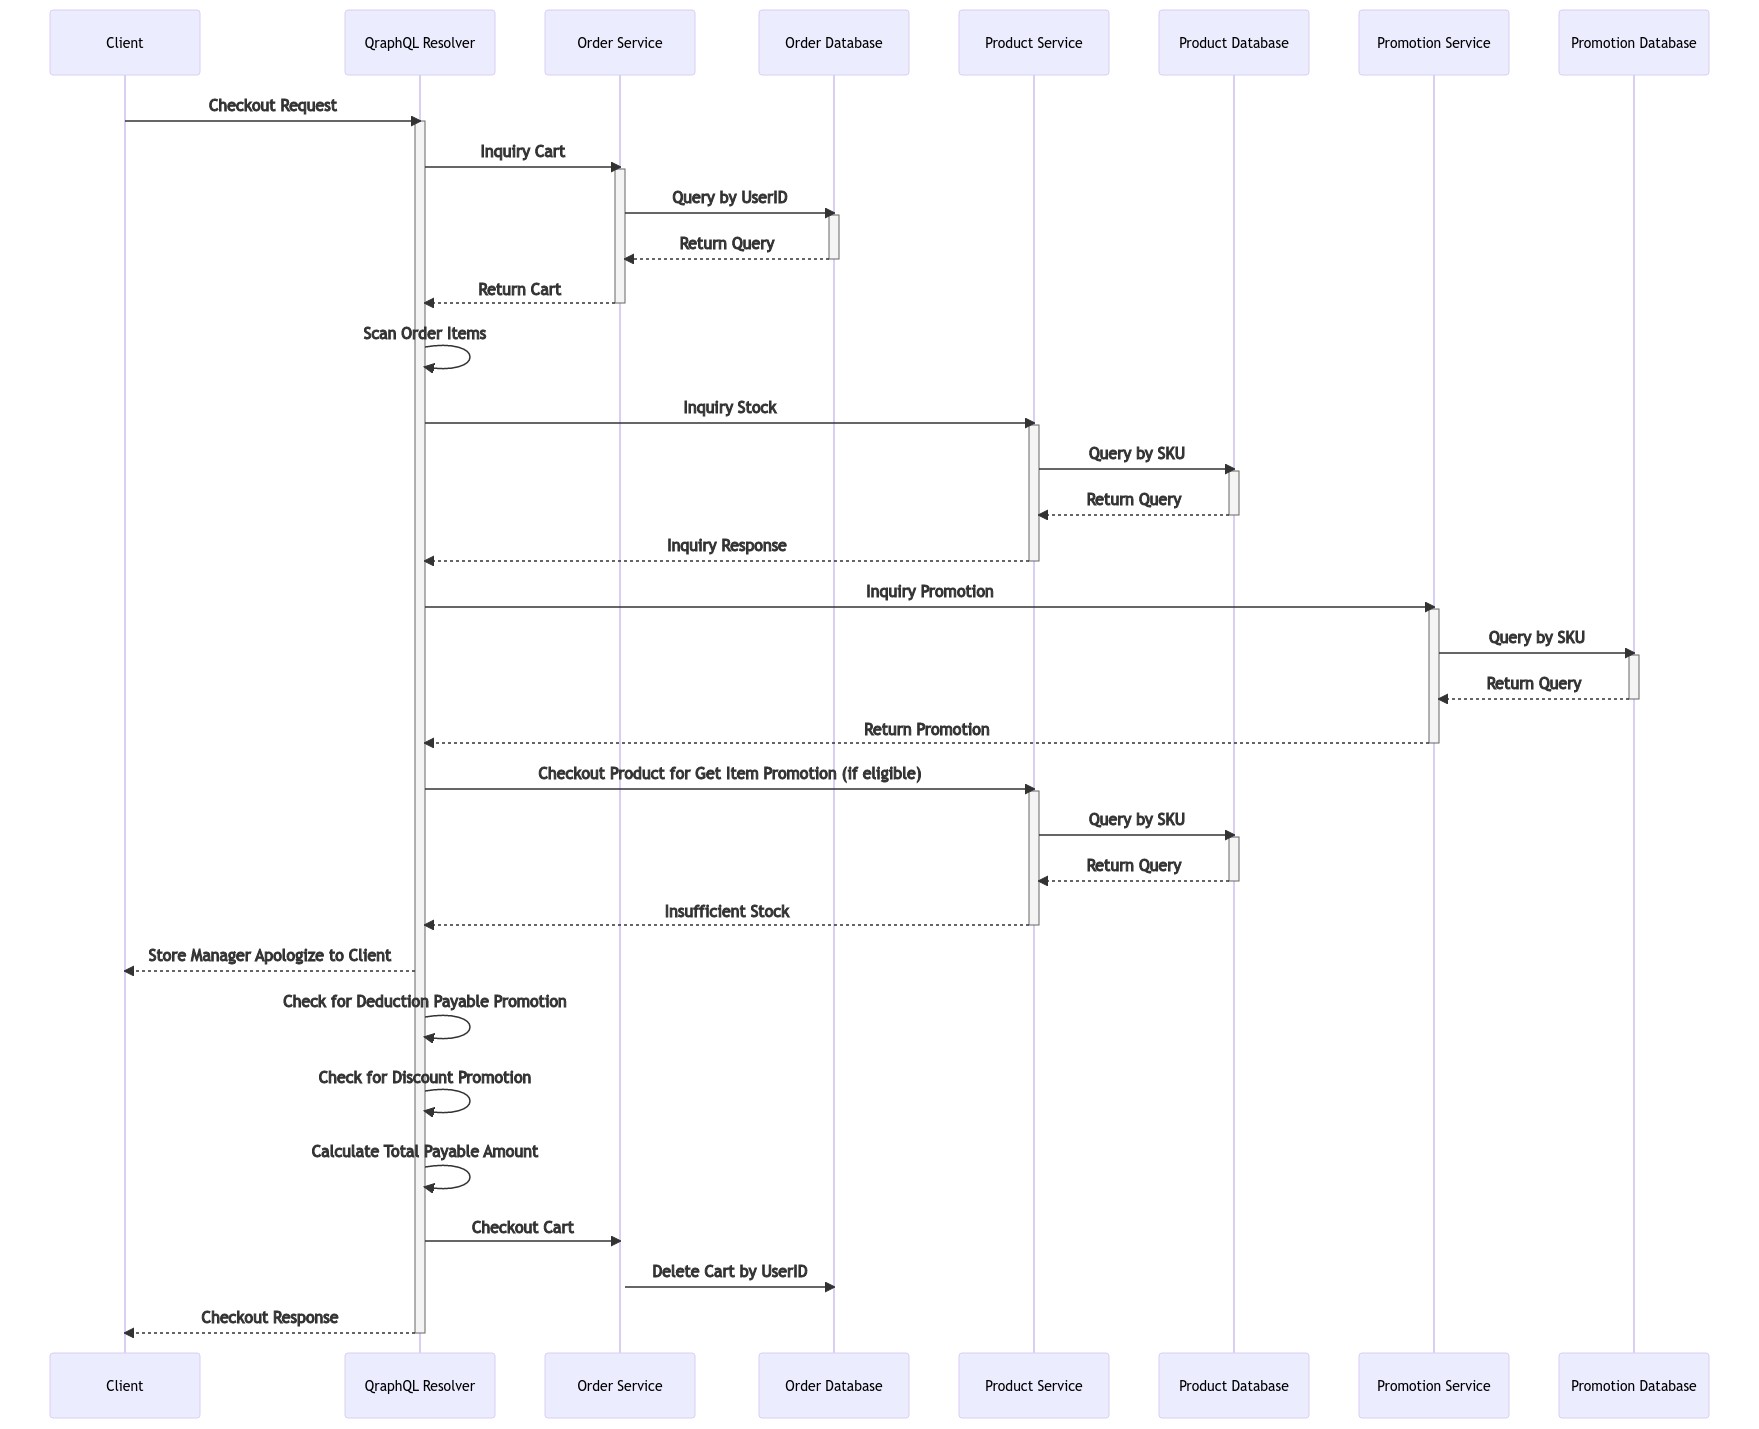 Client
QraphQL Resolver
Order Service
Order Database
Product Service
Product Database
Promotion Service
Promotion Database
Checkout Request
Inquiry Cart
Query by UserID
Return Query
Return Cart
Scan Order Items
Inquiry Stock
Query by SKU
Return Query
Inquiry Response
Inquiry Promotion
Query by SKU
Return Query
Return Promotion
Checkout Product for Get Item Promotion (if eligible)
Query by SKU
Return Query
Insufficient Stock
Store Manager Apologize to Client
Check for Deduction Payable Promotion
Check for Discount Promotion
Calculate Total Payable Amount
Checkout Cart
Delete Cart by UserID
Checkout Response
Client
QraphQL Resolver
Order Service
Order Database
Product Service
Product Database
Promotion Service
Promotion Database